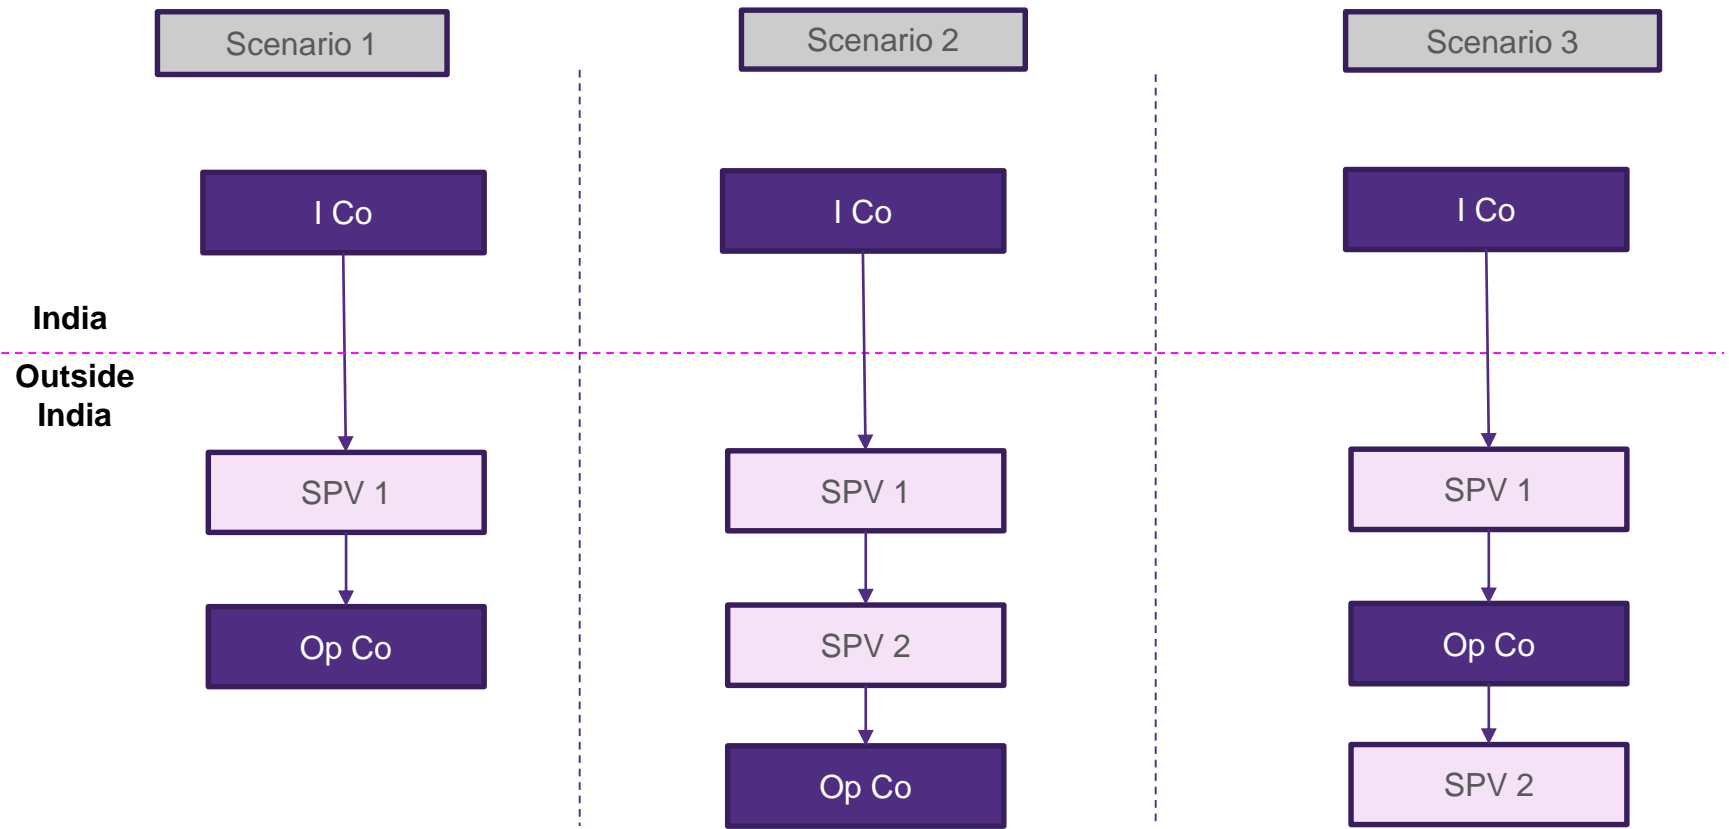 Scenario 1
Scenario 2
Scenario 3
I Co
I Co
I Co
India
Outside
India
SPV 1
SPV 1
SPV 1
Op Co
SPV 2
Op Co
Op Co
SPV 2